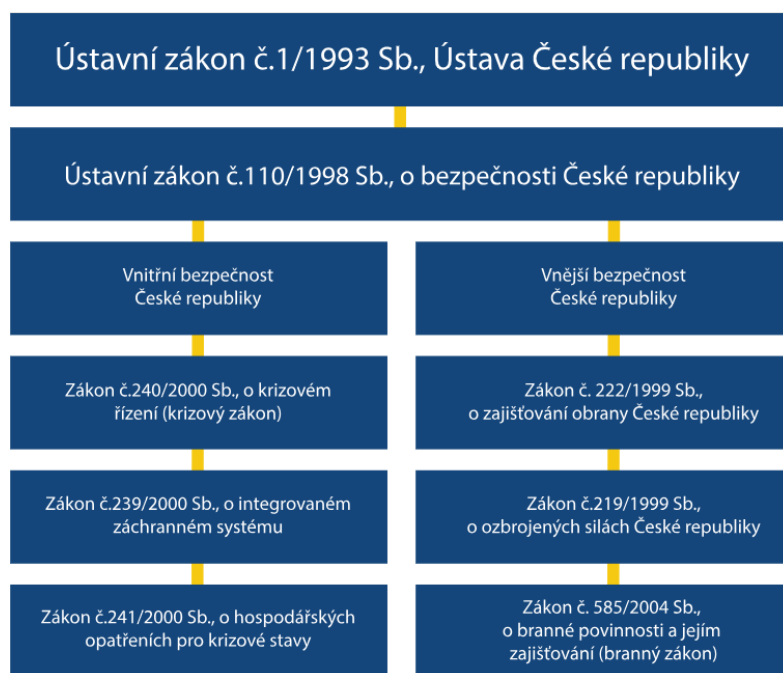 Ústavní zákon č.1/1993 Sb., Ústava České republiky
Ústavní zákon č.110/1998 Sb., o bezpečnosti České republiky
Vnitřní bezpečnost
České republiky
Zákon č.240/2000 Sb., o krizovém
řízení (krizový zákon)
Zákon č.239/2000 Sb., o integrovaném
záchranném systému
Zákon č.241/2000 Sb., o hospodářských
opatřeních pro krizové stavy
Vnější bezpečnost
České republiky
Zákon č. 222/1999 Sb.,
o zajišťování obrany České republiky
Zákon č.219/1999 Sb.,
o ozbrojených silách České republiky
Zákon č. 585/2004 Sb.,
o branné povinnosti a jejím
zajišťování (branný zákon)